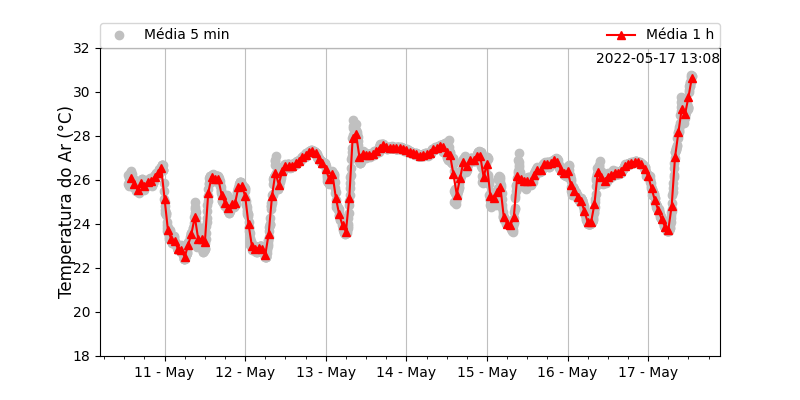 Média 5 min
Média 1 h
2022-05-17 13:08
Temperatura do Ar (°C)
32
30
28
26
24
22
20
18
11 - May
12 - May
13 - May
14 - May
15 - May
16 - May
17 - May